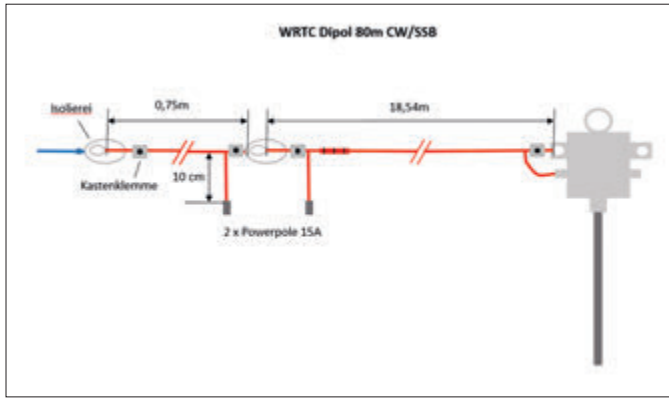 WRTC Dipol 80m CW/SSB
Isolierei
0,75m
18,54m
Kastenklemme
10 cm
2 x Powerpole 15A